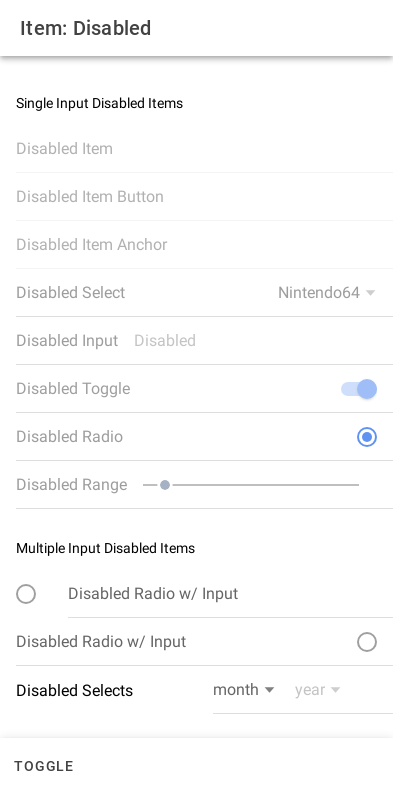 Item: Disabled
Single Input Disabled Items
Disabled Item
Disabled Item Button
Disabled Item Anchor
Disabled Select Nintendo64
Disabled Input Disabled
Disabled Toggle
Disabled Radio
Disabled Range
Multiple Input Disabled Items
Disabled Radio w/ Input
Disabled Radio w/ Input
Disabled Selects month year
TOGGLE